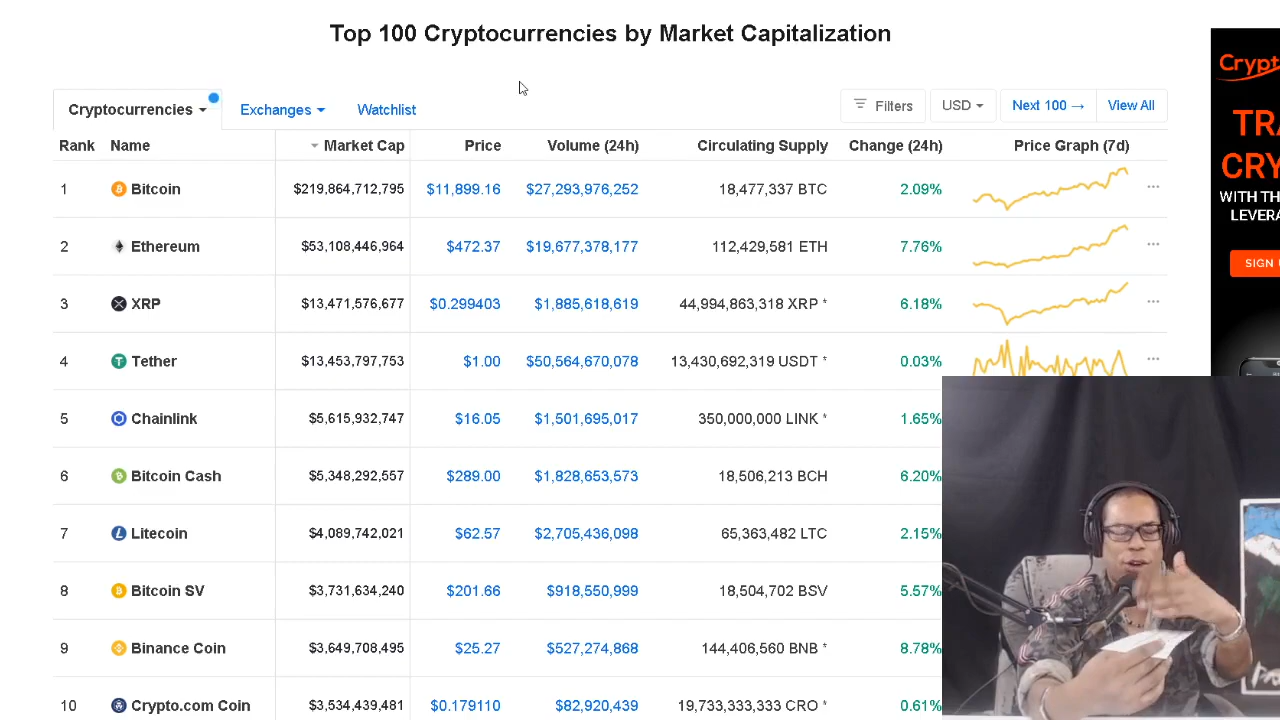 Top 100 Cryptocurrencies by Market Capitalization
Cryptocurrencies Exchanges Watchlist Filters USD Next 100 → View All
Rank Name Market Cap Price Volume (24h) Circulating Supply Change (24h) Price Graph (7d)
1 Bitcoin $219,864,712,795 $11,899.16 $27,293,976,252 18,477,337 BTC 2.09%
2 Ethereum $53,108,446,964 $472.37 $19,677,378,177 112,429,581 ETH 7.76%
3 XRP $13,471,576,677 $0.299403 $1,885,618,619 44,994,863,318 XRP * 6.18%
4 Tether $13,453,797,753 $1.00 $50,564,670,078 13,430,692,319 USDT * 0.03%
5 Chainlink $5,615,932,747 $16.05 $1,501,695,017 350,000,000 LINK * 1.65%
6 Bitcoin Cash $5,348,292,557 $289.00 $1,828,653,573 18,506,213 BCH 6.20%
7 Litecoin $4,089,742,021 $62.57 $2,705,436,098 65,363,482 LTC 2.15%
8 Bitcoin SV $3,731,634,240 $201.66 $918,550,999 18,504,702 BSV 5.57%
9 Binance Coin $3,649,708,495 $25.27 $527,274,868 144,406,560 BNB * 8.78%
10 Crypto.com Coin $3,534,439,481 $0.179110 $82,920,439 19,733,333,333 CRO * 0.61%
Crypt
TRA
CRY
WITH TH
LEVERA
SIGN